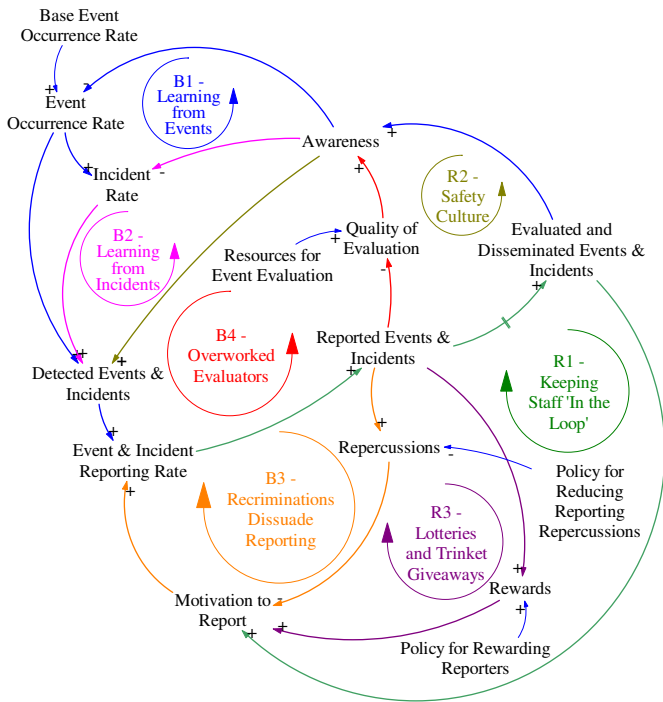 Base Event
Occurrence Rate
+
-
Event
Occurrence Rate
B1 -
Learning
from
Events
Awareness
+
+
-
Incident
Rate
+
R2 -
Safety
Culture
B2 -
Learning
from
Incidents
Resources for
Event Evaluation
+
Quality of
Evaluation
-
Evaluated and
Disseminated Events &
Incidents
+
B4 -
Overworked
Evaluators
Reported Events &
Incidents
+
R1 -
Keeping
Staff 'In the
Loop'
+
+
+
Detected Events &
Incidents
+
Event & Incident
Reporting Rate
+
+
Repercussions
-
Policy for
Reducing
Reporting
Repercussions
B3 -
Recriminations
Dissuade
Reporting
R3 -
Lotteries
and Trinket
Giveaways
+
Rewards
+
Motivation to
Report
-
+
+
Policy for Rewarding
Reporters